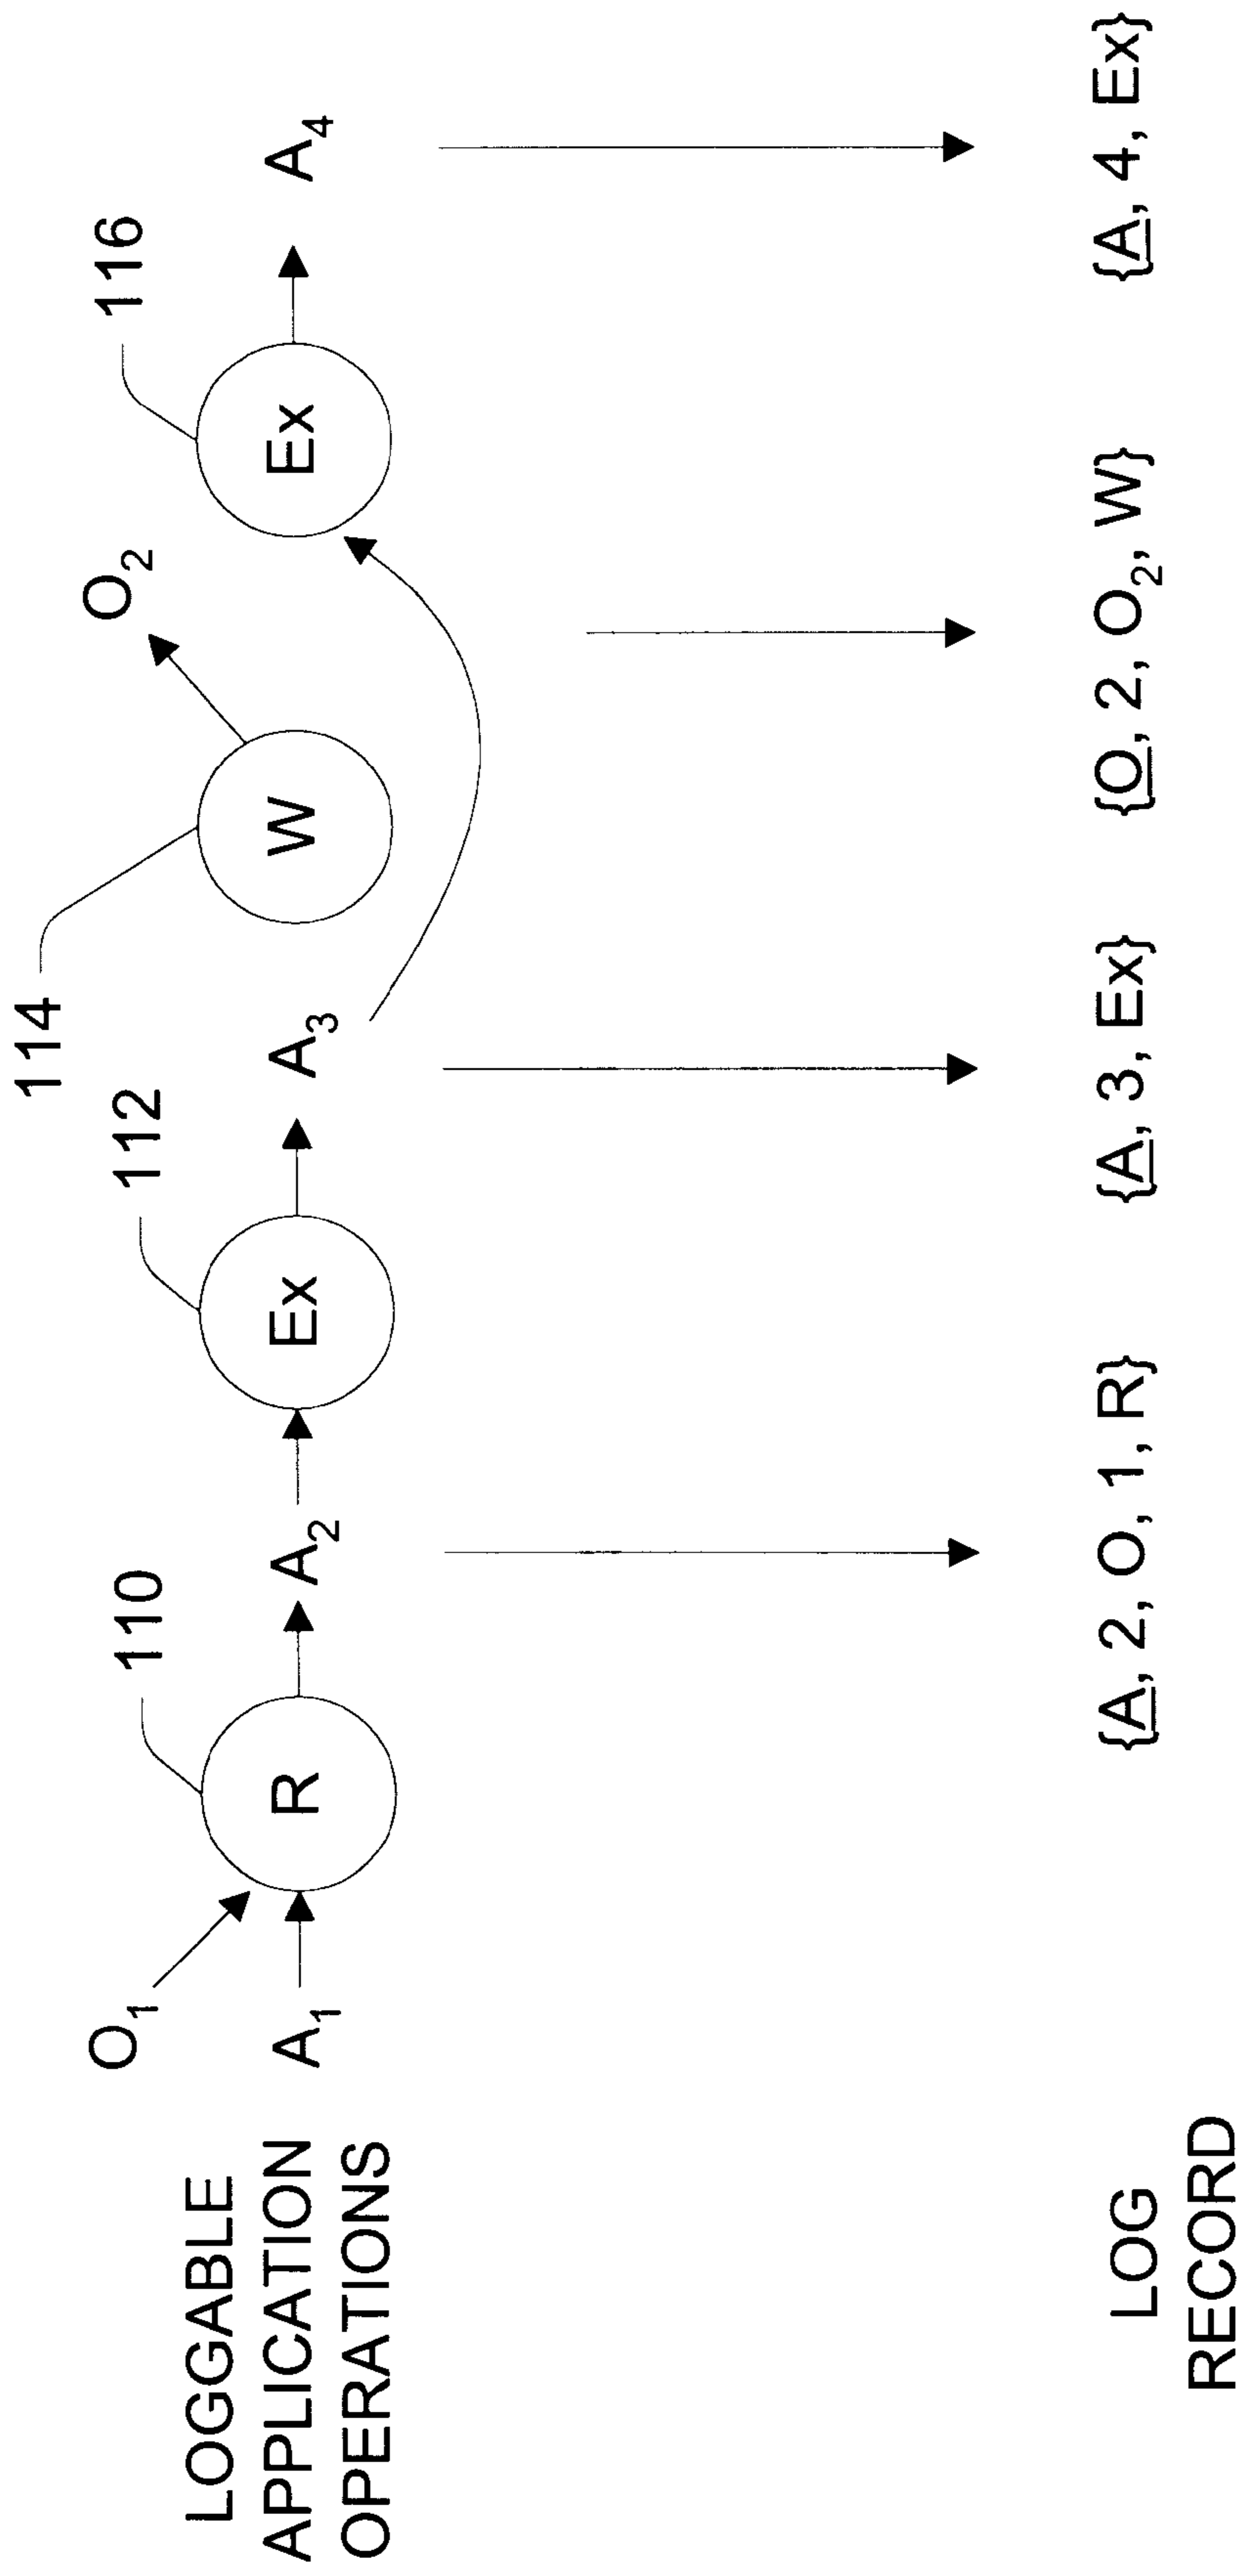 114
O₁ 110 112 O₂ 116
LOGGABLE
APPLICATION
OPERATIONS
A₁ R A₂ Ex A₃ W Ex A₄
LOG
RECORD
{A, 2, O, 1, R} {A, 3, Ex} {O, 2, O₂, W} {A, 4, Ex}